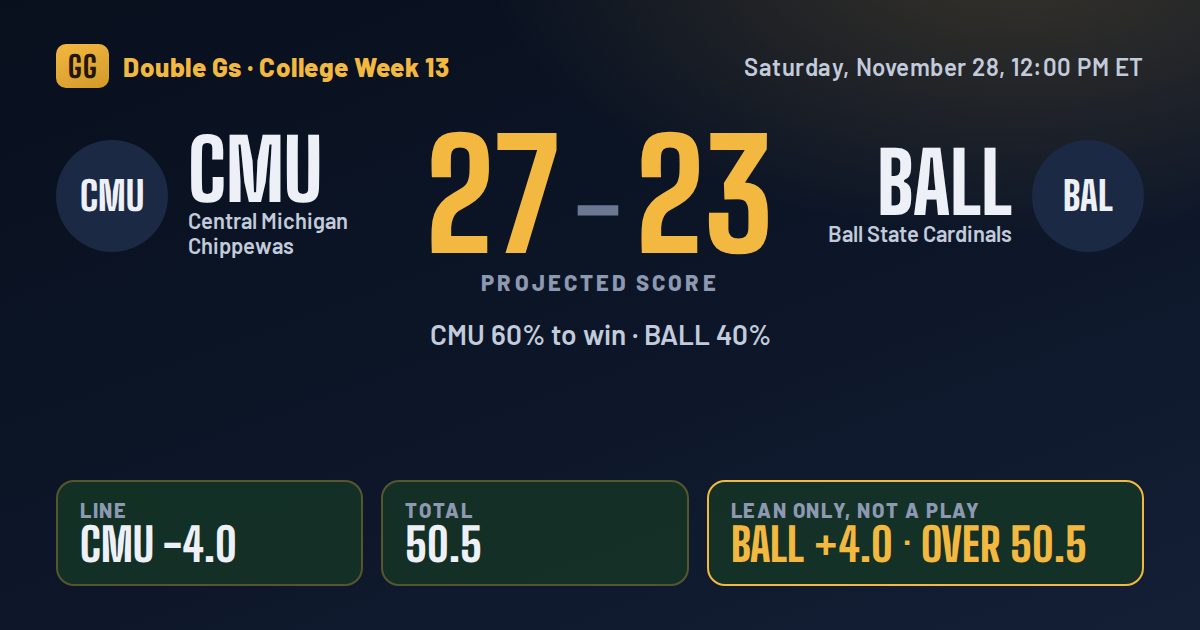 GG Double Gs · College Week 13
Saturday, November 28, 12:00 PM ET
CMU
CMU
Central Michigan
Chippewas
27 – 23
PROJECTED SCORE
CMU 60% to win · BALL 40%
BALL
Ball State Cardinals
BAL
LINE
CMU −4.0
TOTAL
50.5
LEAN ONLY, NOT A PLAY
BALL +4.0 · OVER 50.5